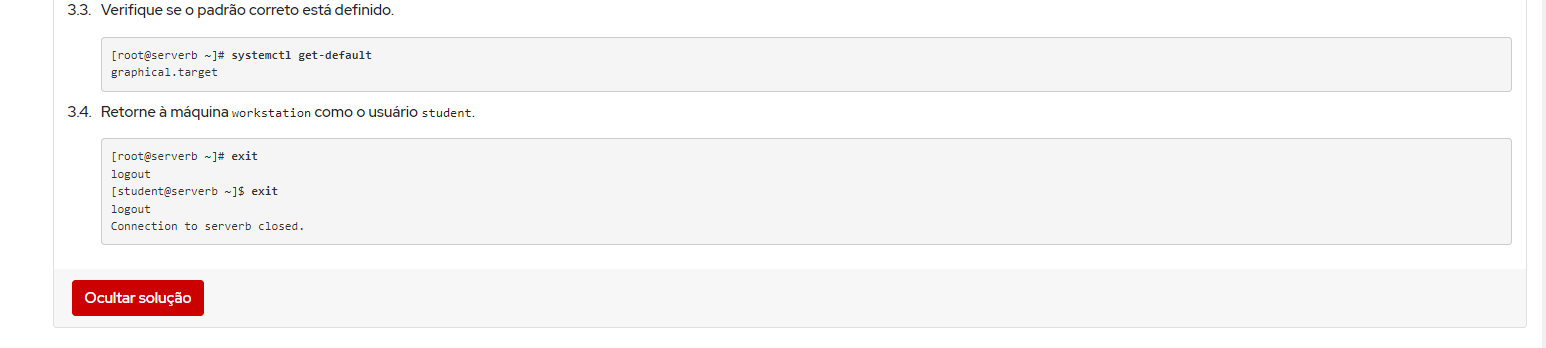 3.3. Verifique se o padrão correto está definido.
[root@serverb ~]# systemctl get-default
graphical.target
3.4. Retorne à máquina workstation como o usuário student.
[root@serverb ~]# exit
logout
[student@serverb ~]$ exit
logout
Connection to serverb closed.
Ocultar solução